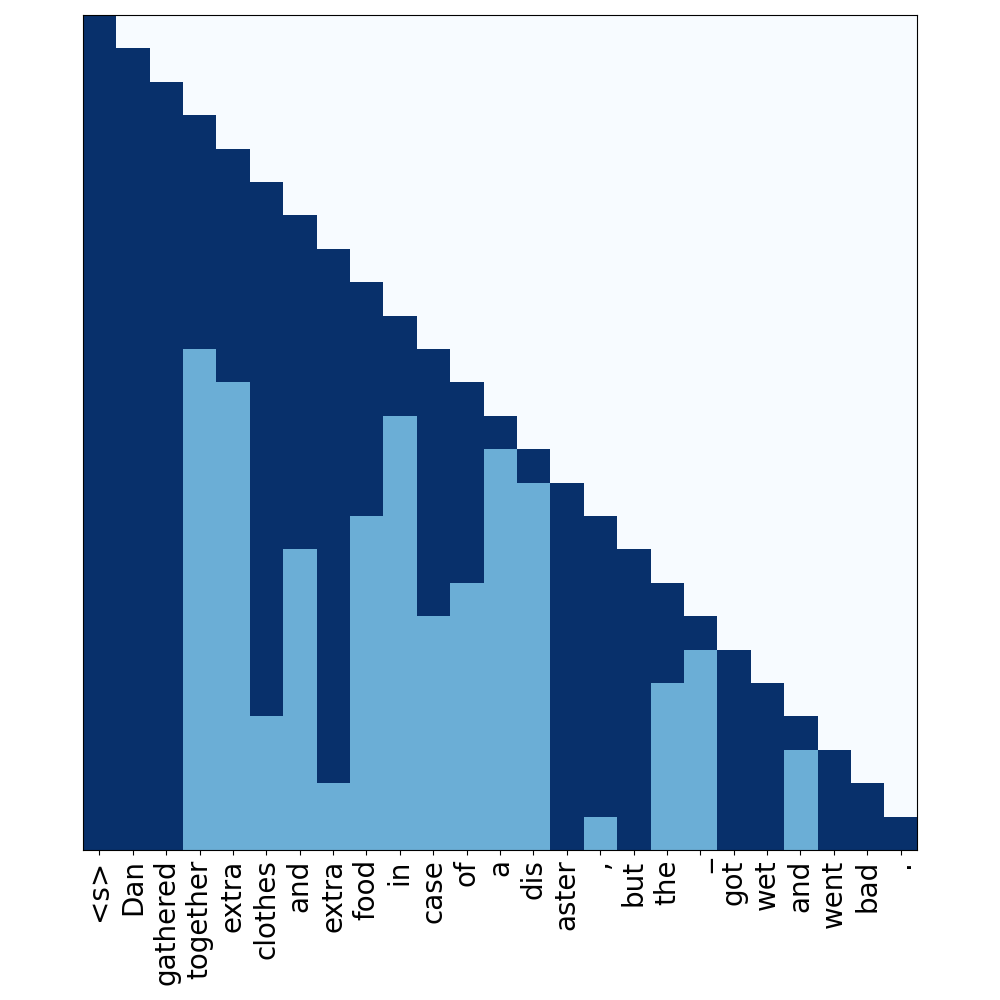 <s> Dan gathered together extra clothes and extra food in case of a dis aster , but the _ got wet and went bad .